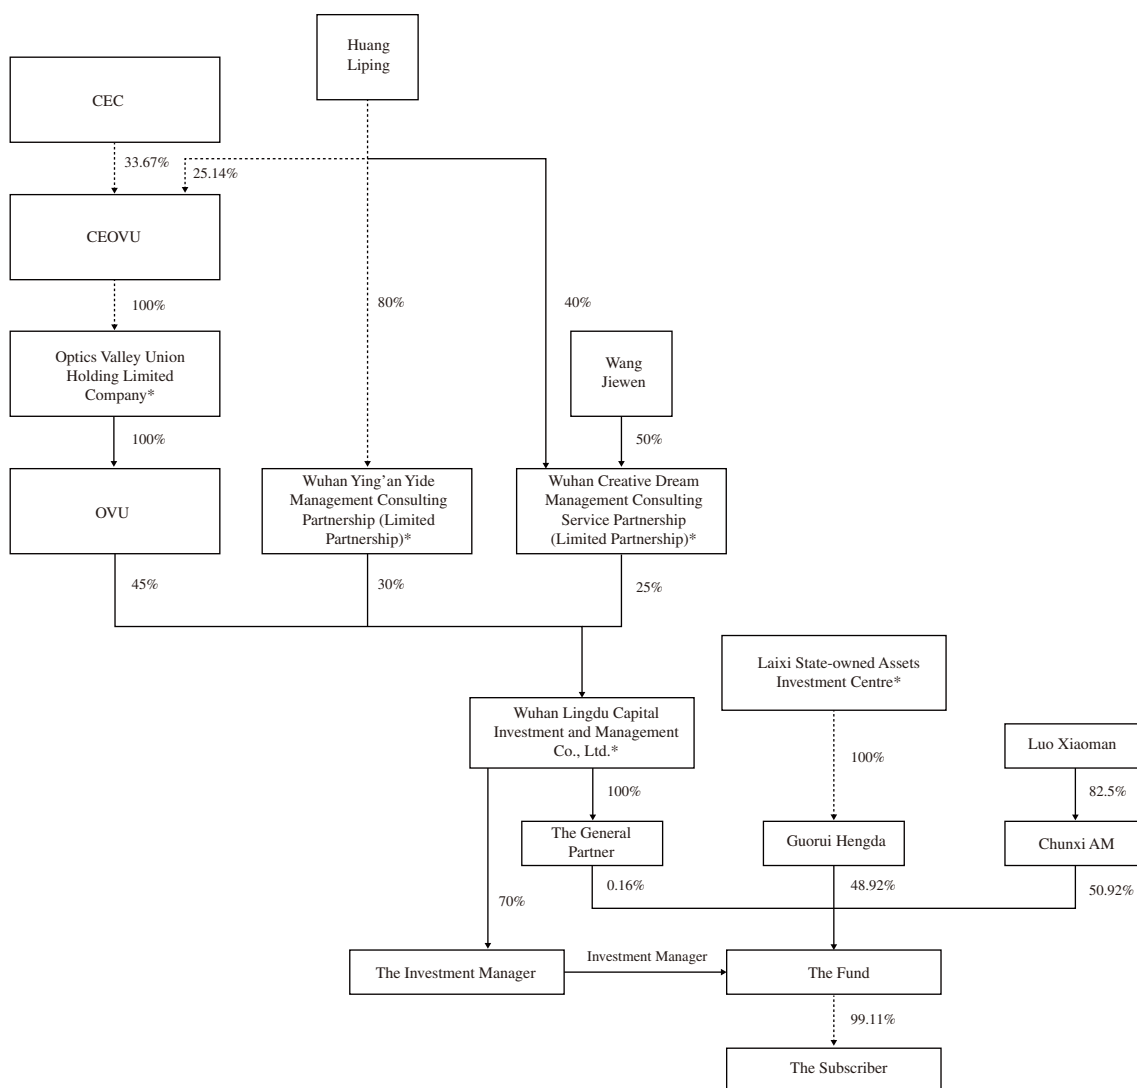 Huang
Liping
CEC
33.67%
25.14%
CEOVU
100%
80%
40%
Optics Valley Union
Holding Limited
Company*
Wang
Jiewen
100%
50%
OVU
Wuhan Ying'an Yide
Management Consulting
Partnership (Limited
Partnership)*
Wuhan Creative Dream
Management Consulting
Service Partnership
(Limited Partnership)*
45%
30%
25%
Laixi State-owned Assets
Investment Centre*
Wuhan Lingdu Capital
Investment and Management
Co., Ltd.*
Luo Xiaoman
100%
100%
82.5%
The General
Partner
Guorui Hengda
Chunxi AM
0.16%
48.92%
50.92%
70%
Investment Manager
The Investment Manager
The Fund
99.11%
The Subscriber